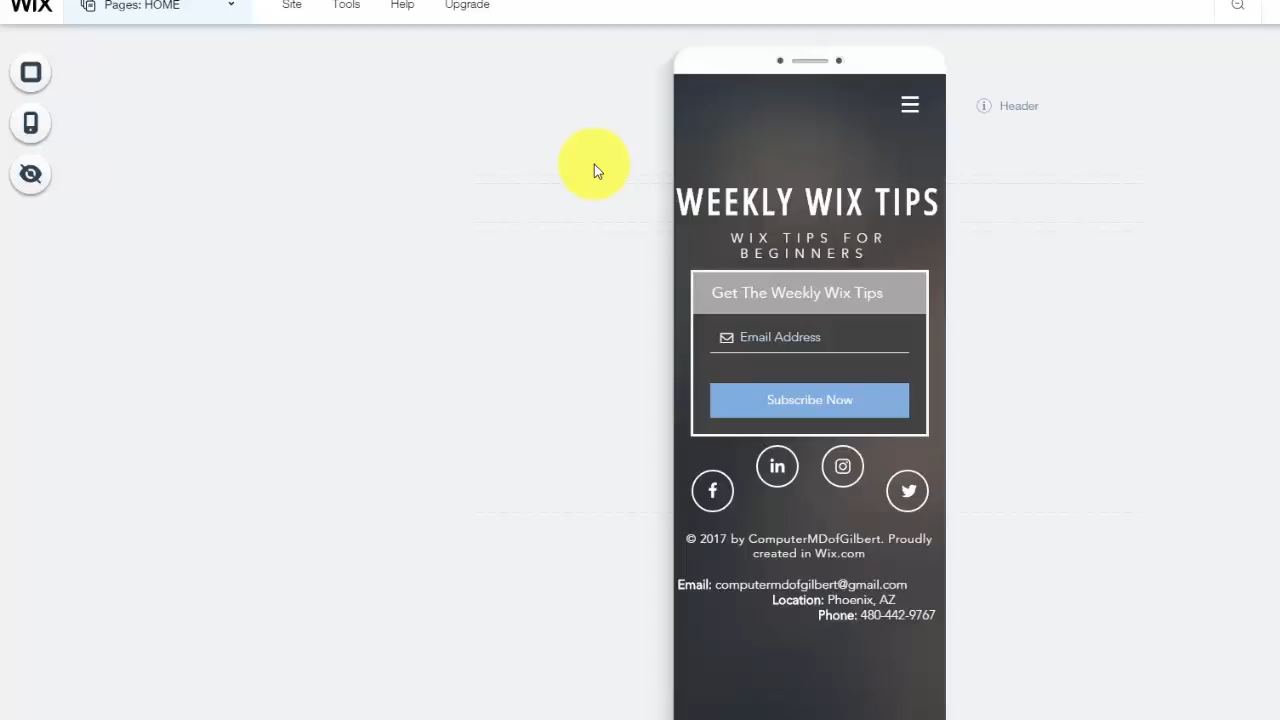 WIX Pages: HOME Site Tools Help Upgrade
Header
WEEKLY WIX TIPS
WIX TIPS FOR
BEGINNERS
Get The Weekly Wix Tips
Email Address
Subscribe Now
© 2017 by ComputerMDofGilbert. Proudly
created in Wix.com
Email: computermdofgilbert@gmail.com
Location: Phoenix, AZ
Phone: 480-442-9767